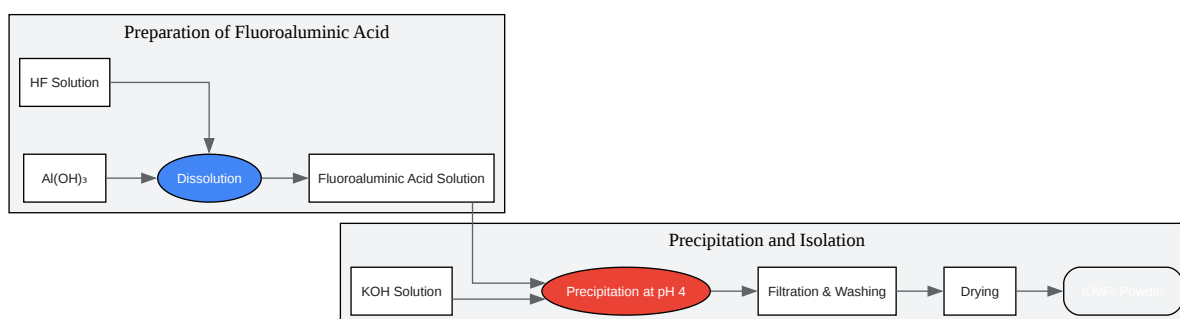 Preparation of Fluoroaluminic Acid
HF Solution
Al(OH)₃
Dissolution
Fluoroaluminic Acid Solution
Precipitation and Isolation
KOH Solution
Precipitation at pH 4
Filtration & Washing
Drying
KAlF₄ Powder